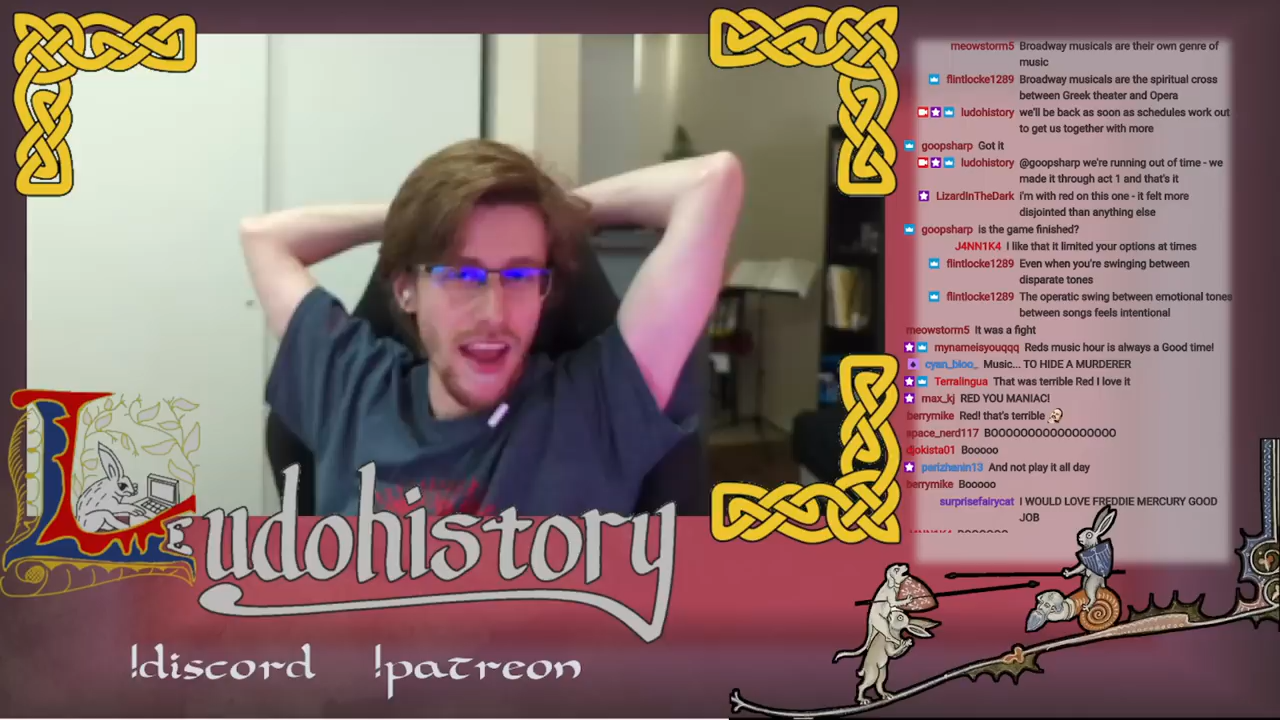 meowstorm5 Broadway musicals are their own genre of
music
flintlocke1289 Broadway musicals are the spiritual cross
between Greek theater and Opera
ludohistory we'll be back as soon as schedules work out
to get us together with more
goopsharp Got it
ludohistory @goopsharp we're running out of time - we
made it through act 1 and that's it
LizardInTheDark i'm with red on this one - it felt more
disjointed than anything else
goopsharp is the game finished?
J4NN1K4 I like that it limited your options at times
flintlocke1289 Even when you're swinging between
disparate tones
flintlocke1289 The operatic swing between emotional tones
between songs feels intentional
meowstorm5 It was a fight
mynameisyouqqq Reds music hour is always a Good time!
cyan_bloo_ Music... TO HIDE A MURDERER
Terralingua That was terrible Red I love it
max_kj RED YOU MANIAC!
berrymike Red! that's terrible
space_nerd117 BOOOOOOOOOOOOOOOOO
djokista01 Booooo
parizhanin13 And not play it all day
berrymike Booooo
surprisefairycat I WOULD LOVE FREDDIE MERCURY GOOD
JOB
Ludohistory
!discord !patreon